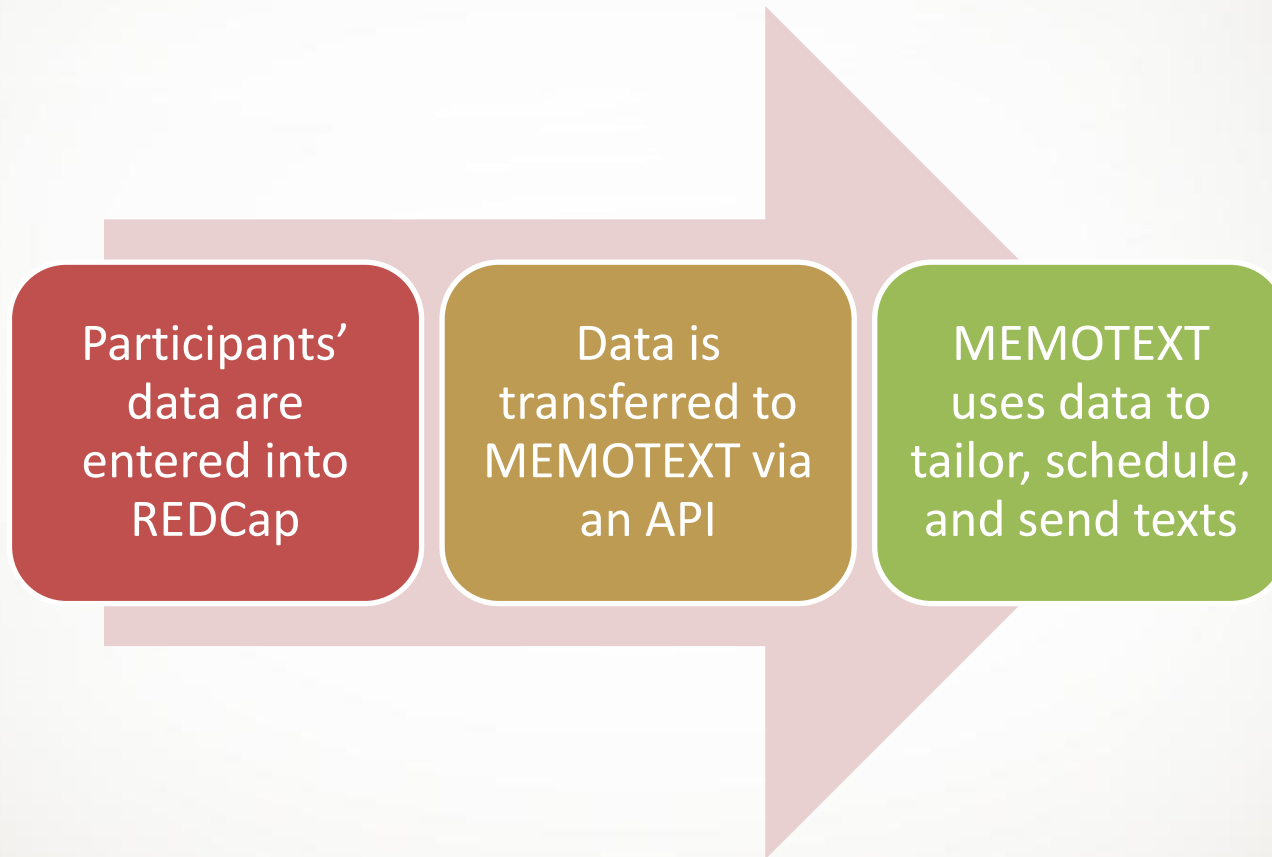 Participants’
data are
entered into
REDCap
Data is
transferred to
MEMOTEXT via
an API
MEMOTEXT
uses data to
tailor, schedule,
and send texts